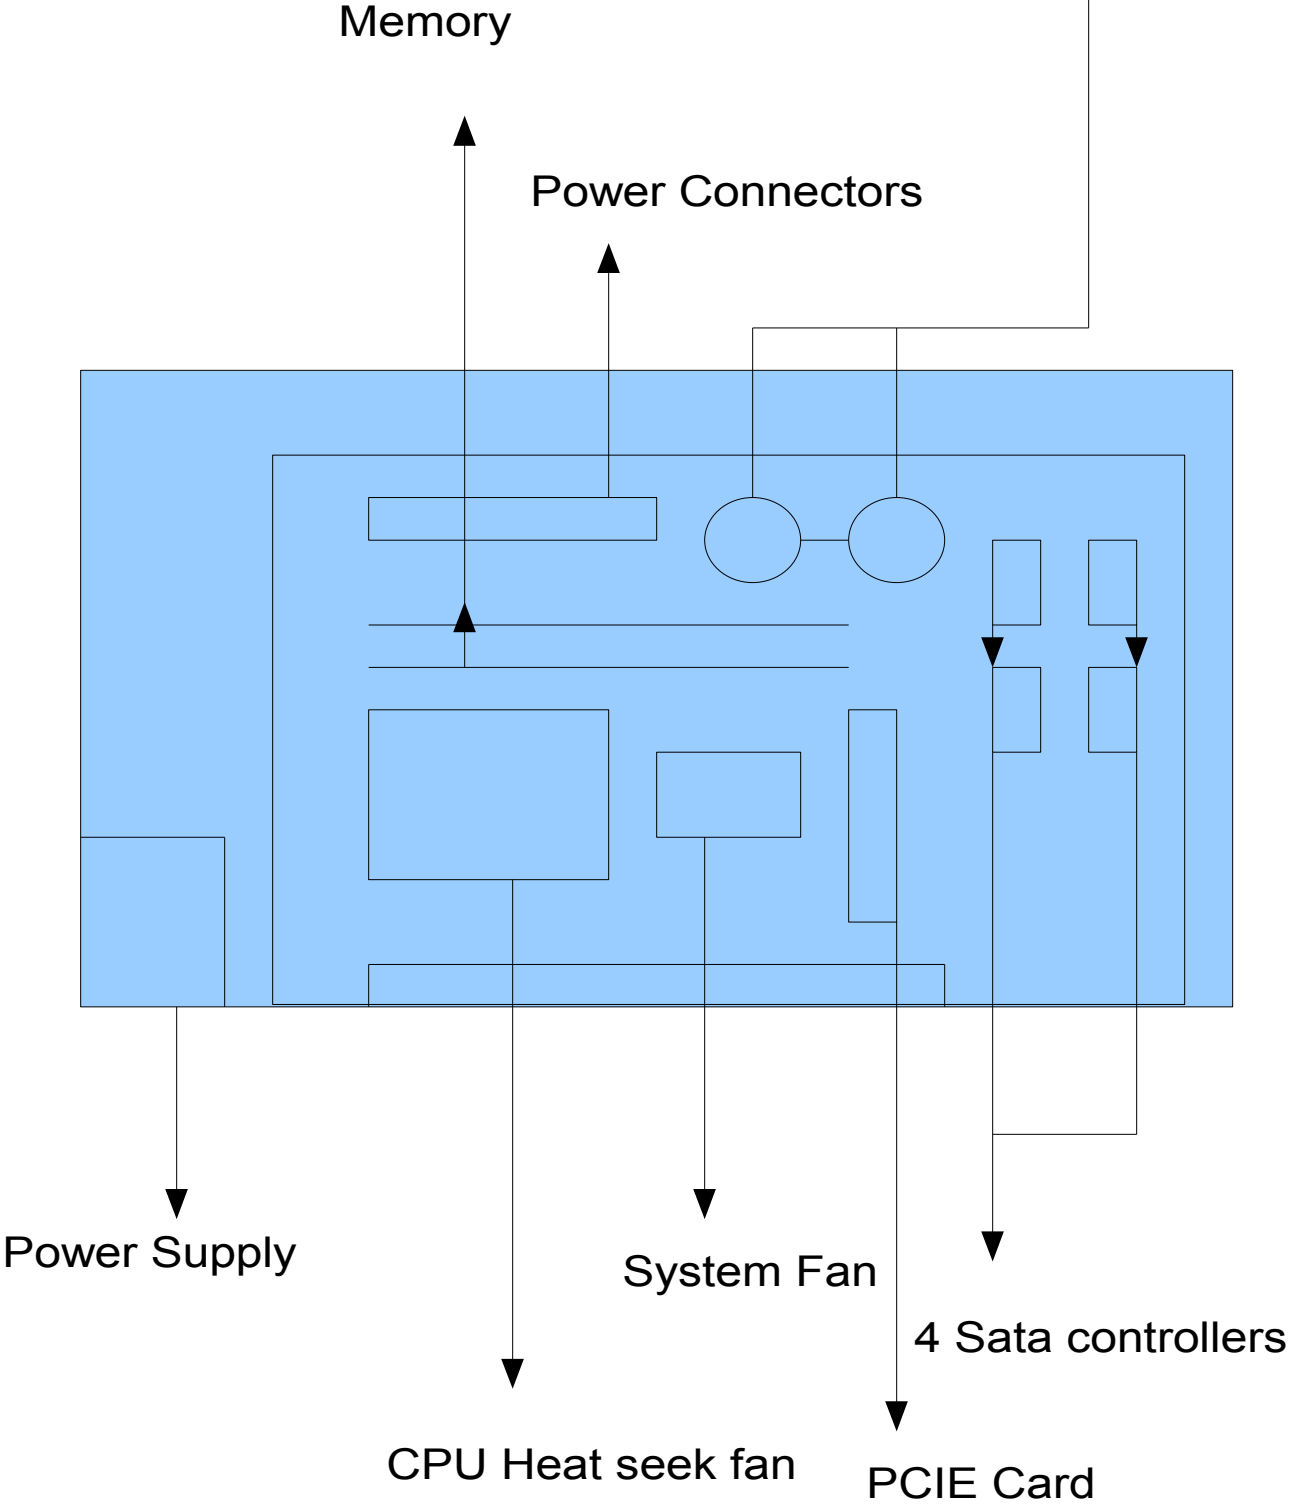 Memory
Power Connectors
Power Supply
System Fan
4 Sata controllers
CPU Heat seek fan
PCIE Card